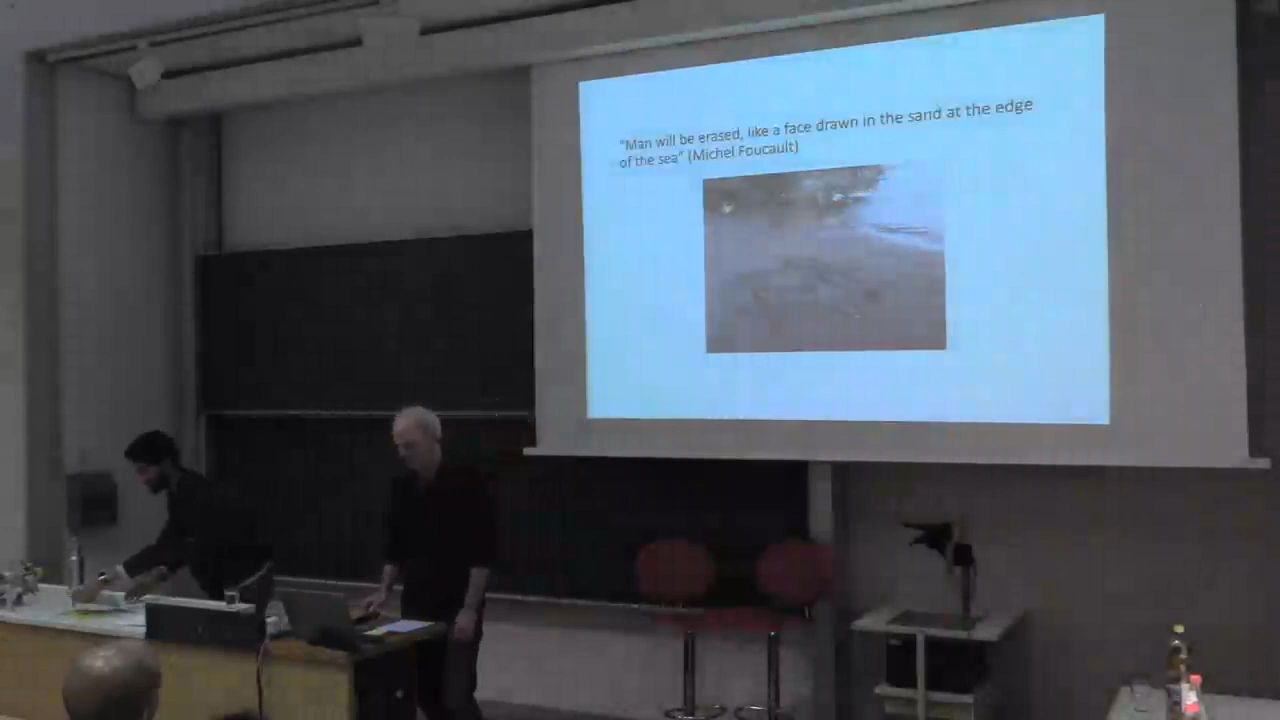 "Man will be erased, like a face drawn in the sand at the edge
of the sea" (Michel Foucault)